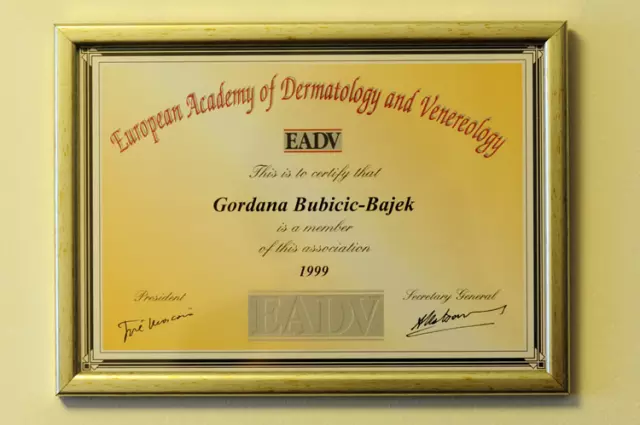 European Academy of Dermatology and Venereology
EADV
This is to certify that
Gordana Bubicic-Bajek
is a member
of this association
1999
President
Secretary General
EADV